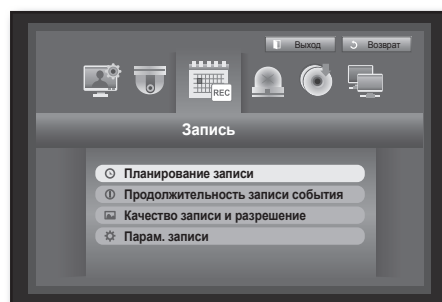 Выход Возврат
REC
Запись
Планирование записи
Продолжительность записи события
Качество записи и разрешение
Парам. записи